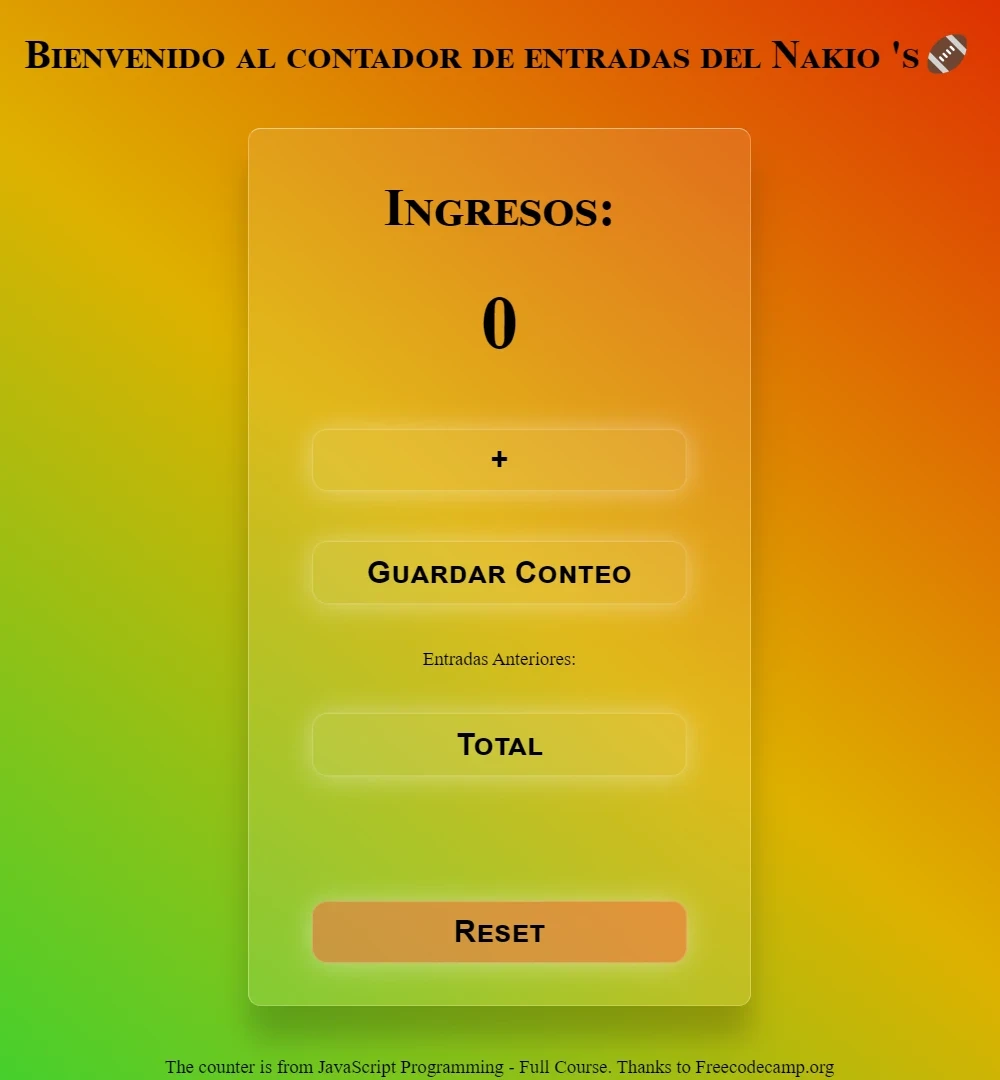 Bienvenido al contador de entradas del Nakio 's🏈
Ingresos:
0
+
Guardar Conteo
Entradas Anteriores:
Total
Reset
The counter is from JavaScript Programming - Full Course. Thanks to Freecodecamp.org